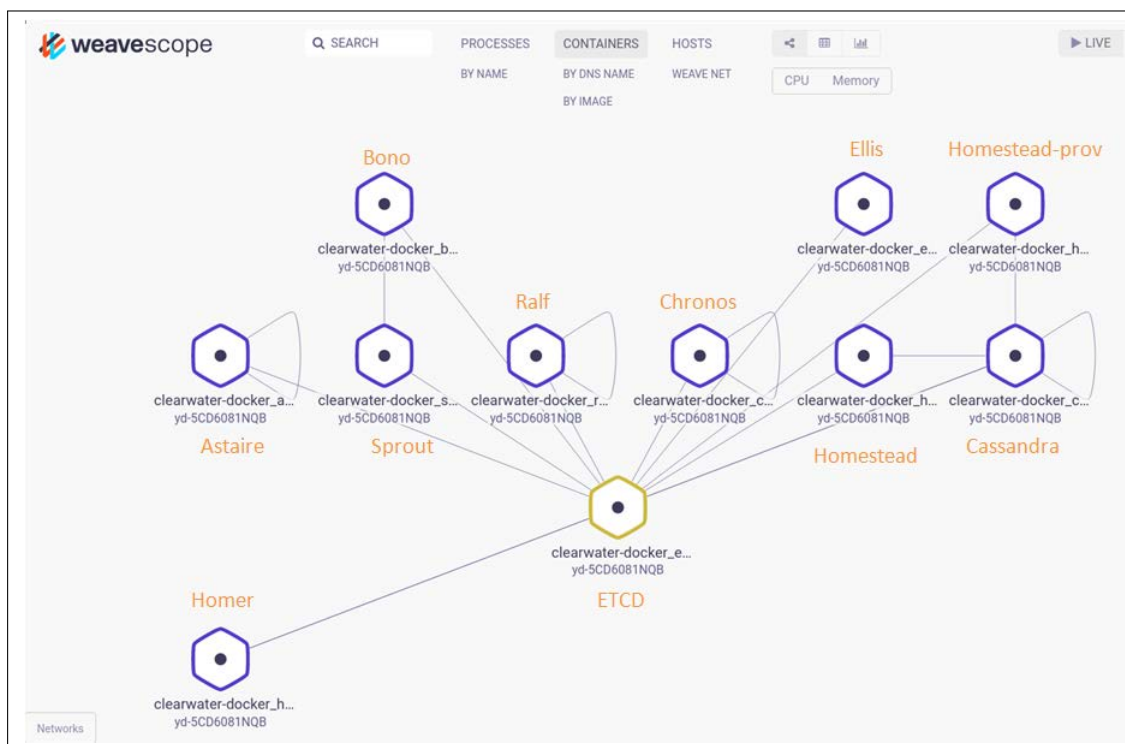 weavescope
SEARCH
PROCESSES
CONTAINERS
HOSTS
LIVE
BY NAME
BY DNS NAME
WEAVE NET
CPU Memory
BY IMAGE
Bono
Ellis
Homestead-prov
clearwater-docker_b...
yd-5CD6081NQB
clearwater-docker_e...
yd-5CD6081NQB
clearwater-docker_h...
yd-5CD6081NQB
Ralf
Chronos
clearwater-docker_a...
yd-5CD6081NQB
clearwater-docker_s...
yd-5CD6081NQB
clearwater-docker_r...
yd-5CD6081NQB
clearwater-docker_c...
yd-5CD6081NQB
clearwater-docker_h...
yd-5CD6081NQB
clearwater-docker_c...
yd-5CD6081NQB
Astaire
Sprout
Homestead
Cassandra
clearwater-docker_e...
yd-5CD6081NQB
ETCD
Homer
clearwater-docker_h...
yd-5CD6081NQB
Networks